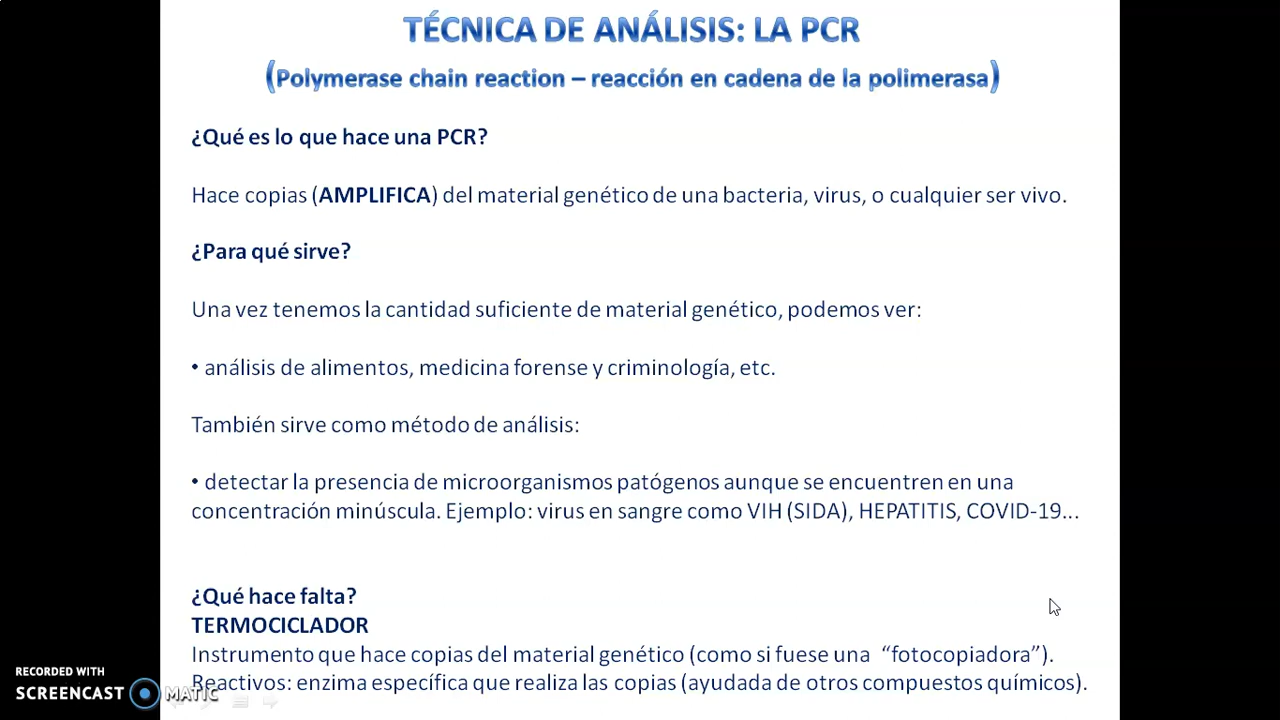 TÉCNICA DE ANÁLISIS: LA PCR
(Polymerase chain reaction – reacción en cadena de la polimerasa)
¿Qué es lo que hace una PCR?
Hace copias (AMPLIFICA) del material genético de una bacteria, virus, o cualquier ser vivo.
¿Para qué sirve?
Una vez tenemos la cantidad suficiente de material genético, podemos ver:
• análisis de alimentos, medicina forense y criminología, etc.
También sirve como método de análisis:
• detectar la presencia de microorganismos patógenos aunque se encuentren en una
concentración minúscula. Ejemplo: virus en sangre como VIH (SIDA), HEPATITIS, COVID-19...
¿Qué hace falta?
TERMOCICLADOR
Instrumento que hace copias del material genético (como si fuese una “fotocopiadora”).
Reactivos: enzima específica que realiza las copias (ayudada de otros compuestos químicos).
RECORDED WITH
SCREENCAST MATIC